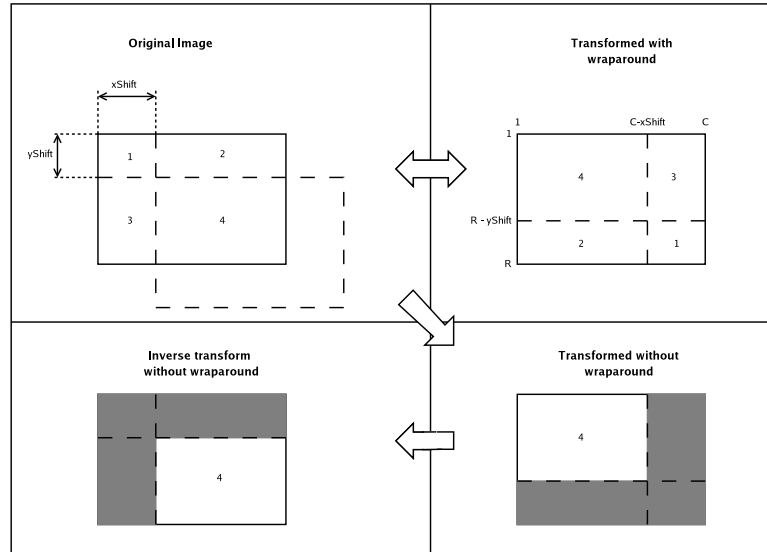 Original Image
xShift
yShift
1
2
3
4
Transformed with
wraparound
1
C-xShift
C
1
4
3
R - yShift
2
1
R
Inverse transform
without wraparound
4
Transformed without
wraparound
4